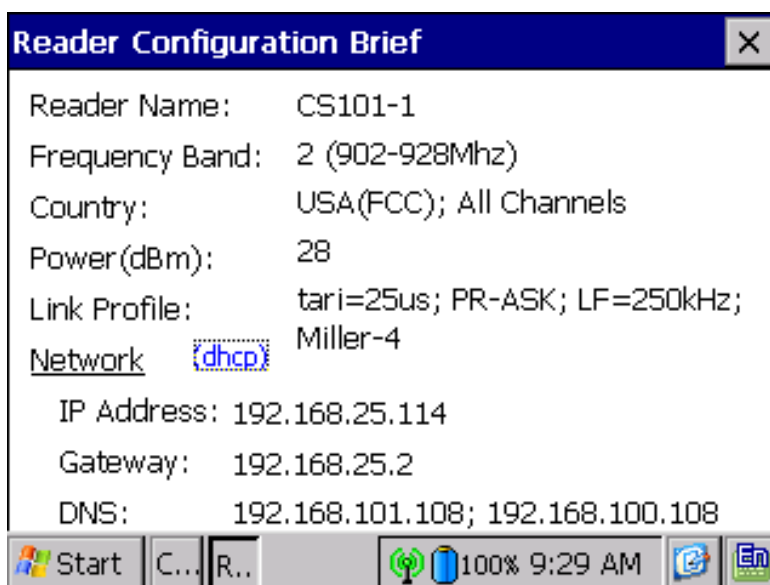 Reader Configuration Brief
Reader Name: CS101-1
Frequency Band: 2 (902-928Mhz)
Country: USA(FCC); All Channels
Power(dBm): 28
Link Profile: tari=25us; PR-ASK; LF=250kHz;
Miller-4
Network (dhcp)
IP Address: 192.168.25.114
Gateway: 192.168.25.2
DNS: 192.168.101.108; 192.168.100.108
Start C... R.. 100% 9:29 AM En